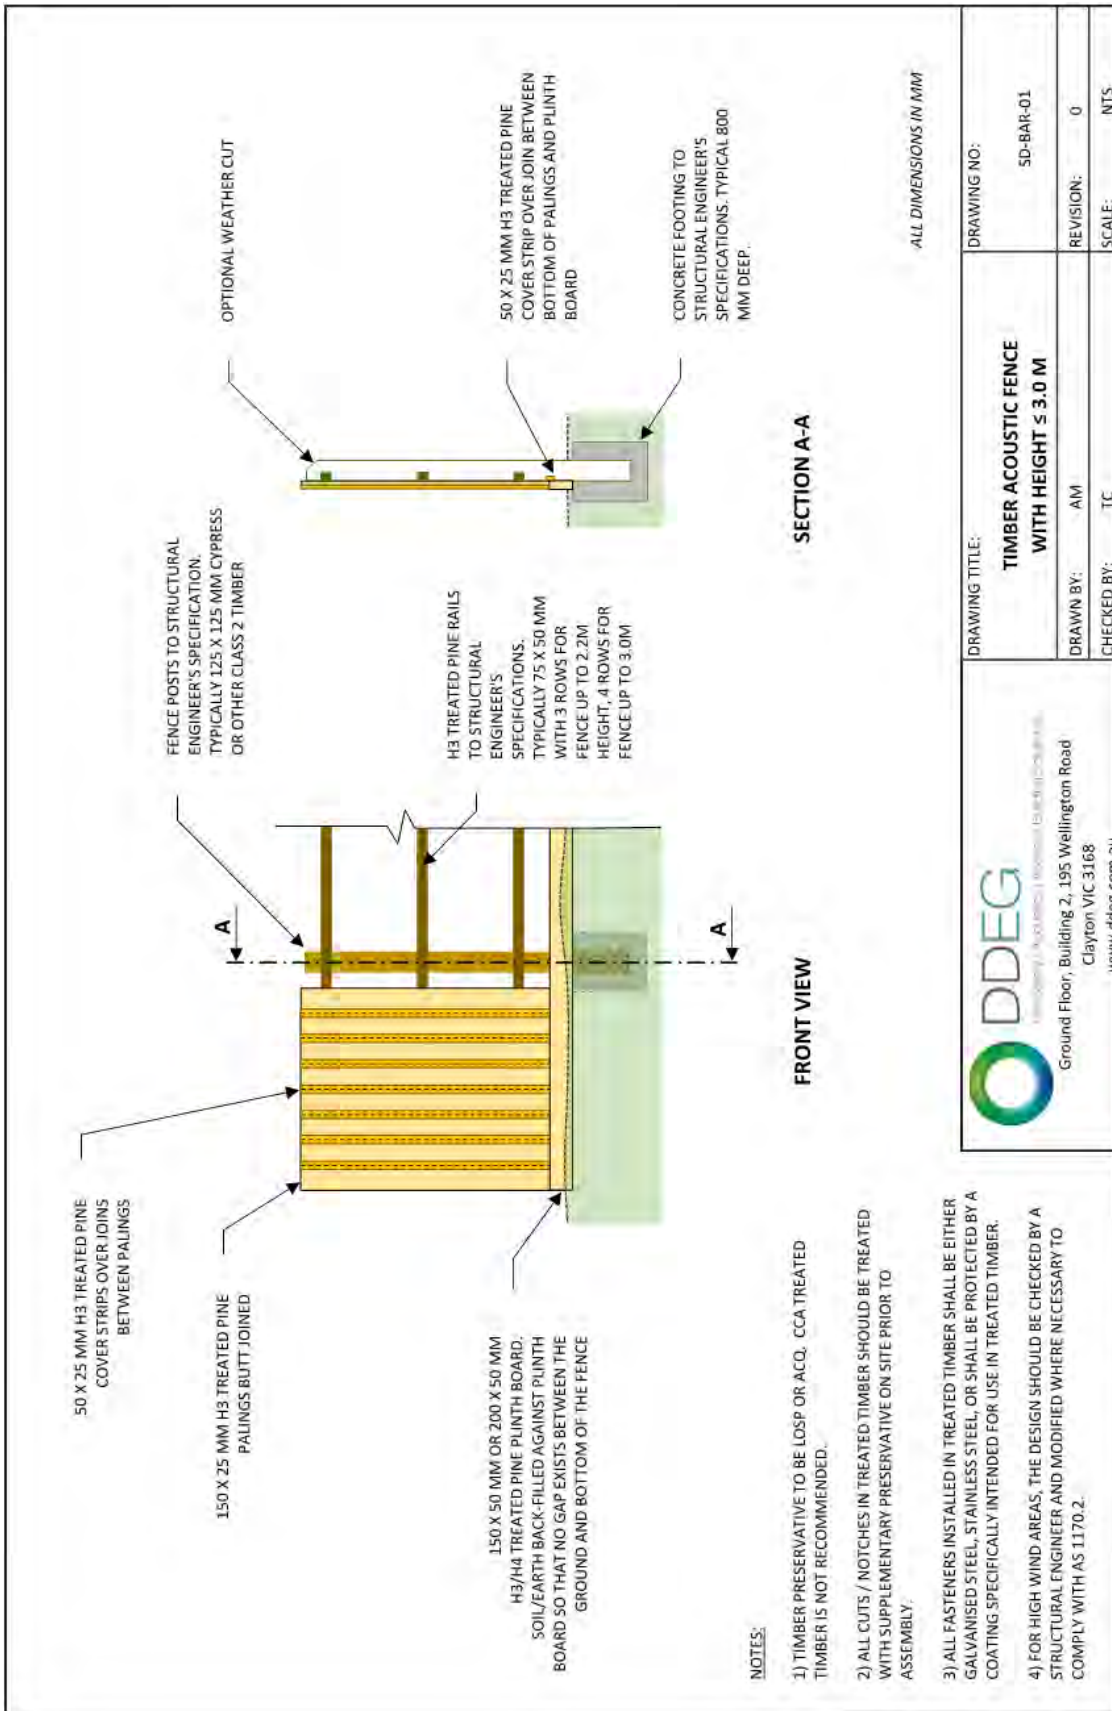 50 X 25 MM H3 TREATED PINE
COVER STRIPS OVER JOINS
BETWEEN PALINGS
150 X 25 MM H3 TREATED PINE
PALINGS BUTT JOINED
150 X 50 MM OR 200 X 50 MM
H3/H4 TREATED PINE PLINTH BOARD.
SOIL/EARTH BACK-FILLED AGAINST PLINTH
BOARD SO THAT NO GAP EXISTS BETWEEN THE
GROUND AND BOTTOM OF THE FENCE
FENCE POSTS TO STRUCTURAL
ENGINEER'S SPECIFICATION.
TYPICALLY 125 X 125 MM CYPRESS
OR OTHER CLASS 2 TIMBER
H3 TREATED PINE RAILS
TO STRUCTURAL
ENGINEER'S
SPECIFICATIONS.
TYPICALLY 75 X 50 MM
WITH 3 ROWS FOR
FENCE UP TO 2.2M
HEIGHT, 4 ROWS FOR
FENCE UP TO 3.0M
A
A
FRONT VIEW
OPTIONAL WEATHER CUT
50 X 25 MM H3 TREATED PINE
COVER STRIP OVER JOIN BETWEEN
BOTTOM OF PALINGS AND PLINTH
BOARD
CONCRETE FOOTING TO
STRUCTURAL ENGINEER'S
SPECIFICATIONS. TYPICAL 800
MM DEEP.
SECTION A-A
ALL DIMENSIONS IN MM
NOTES:
1) TIMBER PRESERVATIVE TO BE LOSP OR ACQ, CCA TREATED
TIMBER IS NOT RECOMMENDED.
2) ALL CUTS / NOTCHES IN TREATED TIMBER SHOULD BE TREATED
WITH SUPPLEMENTARY PRESERVATIVE ON SITE PRIOR TO
ASSEMBLY.
3) ALL FASTENERS INSTALLED IN TREATED TIMBER SHALL BE EITHER
GALVANISED STEEL, STAINLESS STEEL, OR SHALL BE PROTECTED BY A
COATING SPECIFICALLY INTENDED FOR USE IN TREATED TIMBER.
4) FOR HIGH WIND AREAS, THE DESIGN SHOULD BE CHECKED BY A
STRUCTURAL ENGINEER AND MODIFIED WHERE NECESSARY TO
COMPLY WITH AS 1170.2.
DDEG
Ground Floor, Building 2, 195 Wellington Road
Clayton VIC 3168
www.ddeg.com.au
DRAWING TITLE:
TIMBER ACOUSTIC FENCE
WITH HEIGHT ≤ 3.0 M
DRAWING NO:
SD-BAR-01
DRAWN BY: AM
REVISION: 0
CHECKED BY: TC
SCALE: NTS